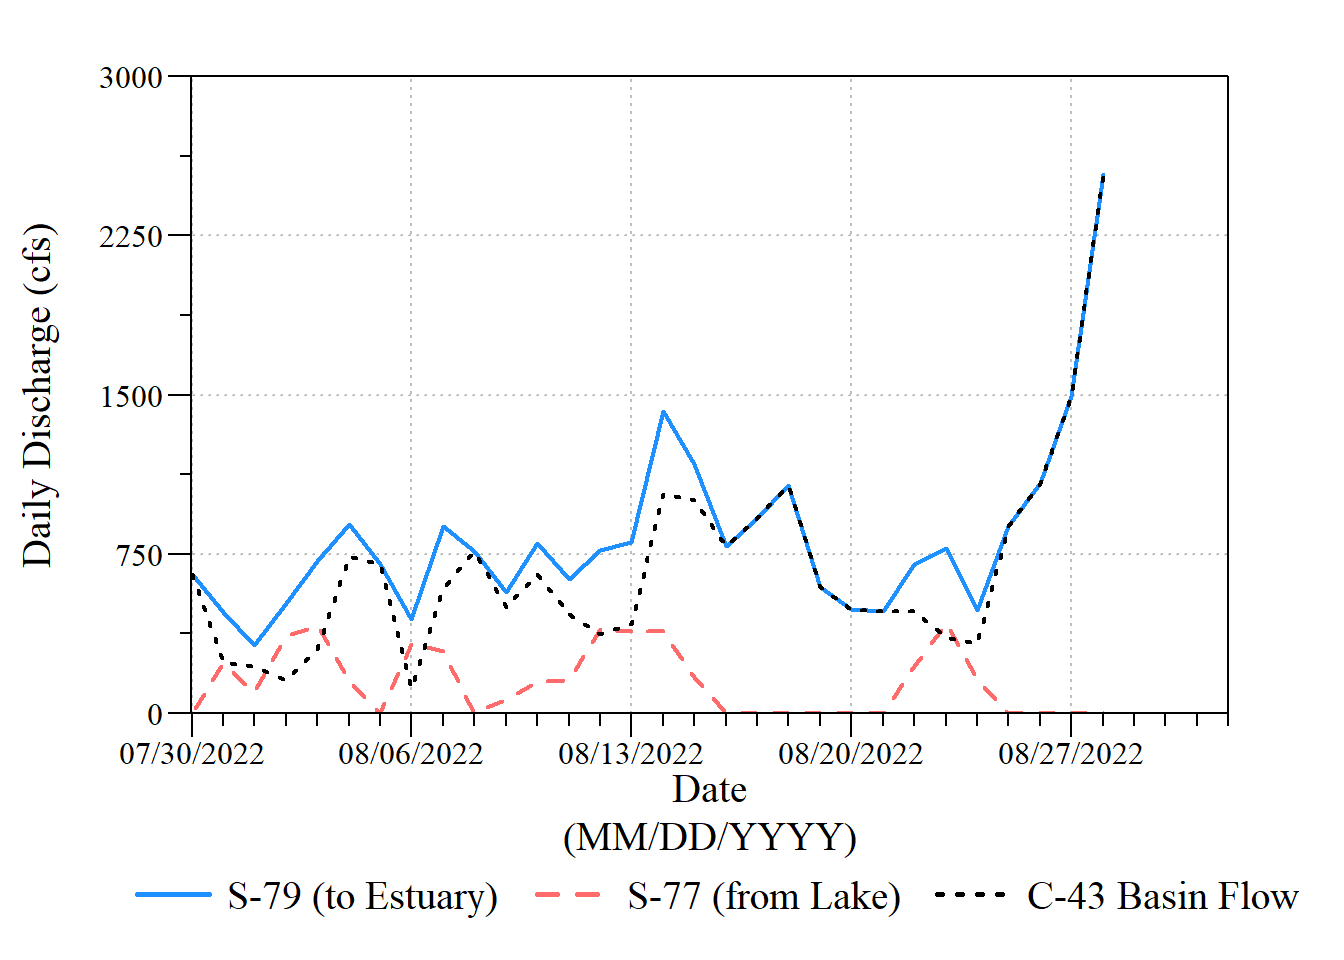 3000
2250
1500
750
0
Daily Discharge (cfs)
07/30/2022 08/06/2022 08/13/2022 08/20/2022 08/27/2022
Date
(MM/DD/YYYY)
S-79 (to Estuary) S-77 (from Lake) C-43 Basin Flow